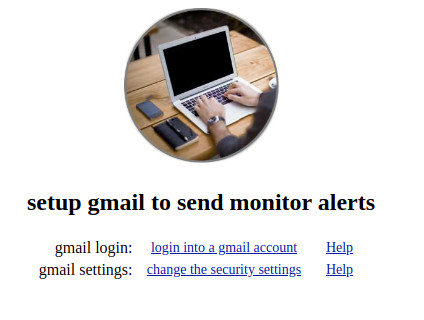 setup gmail to send monitor alerts
gmail login: login into a gmail account Help
gmail settings: change the security settings Help